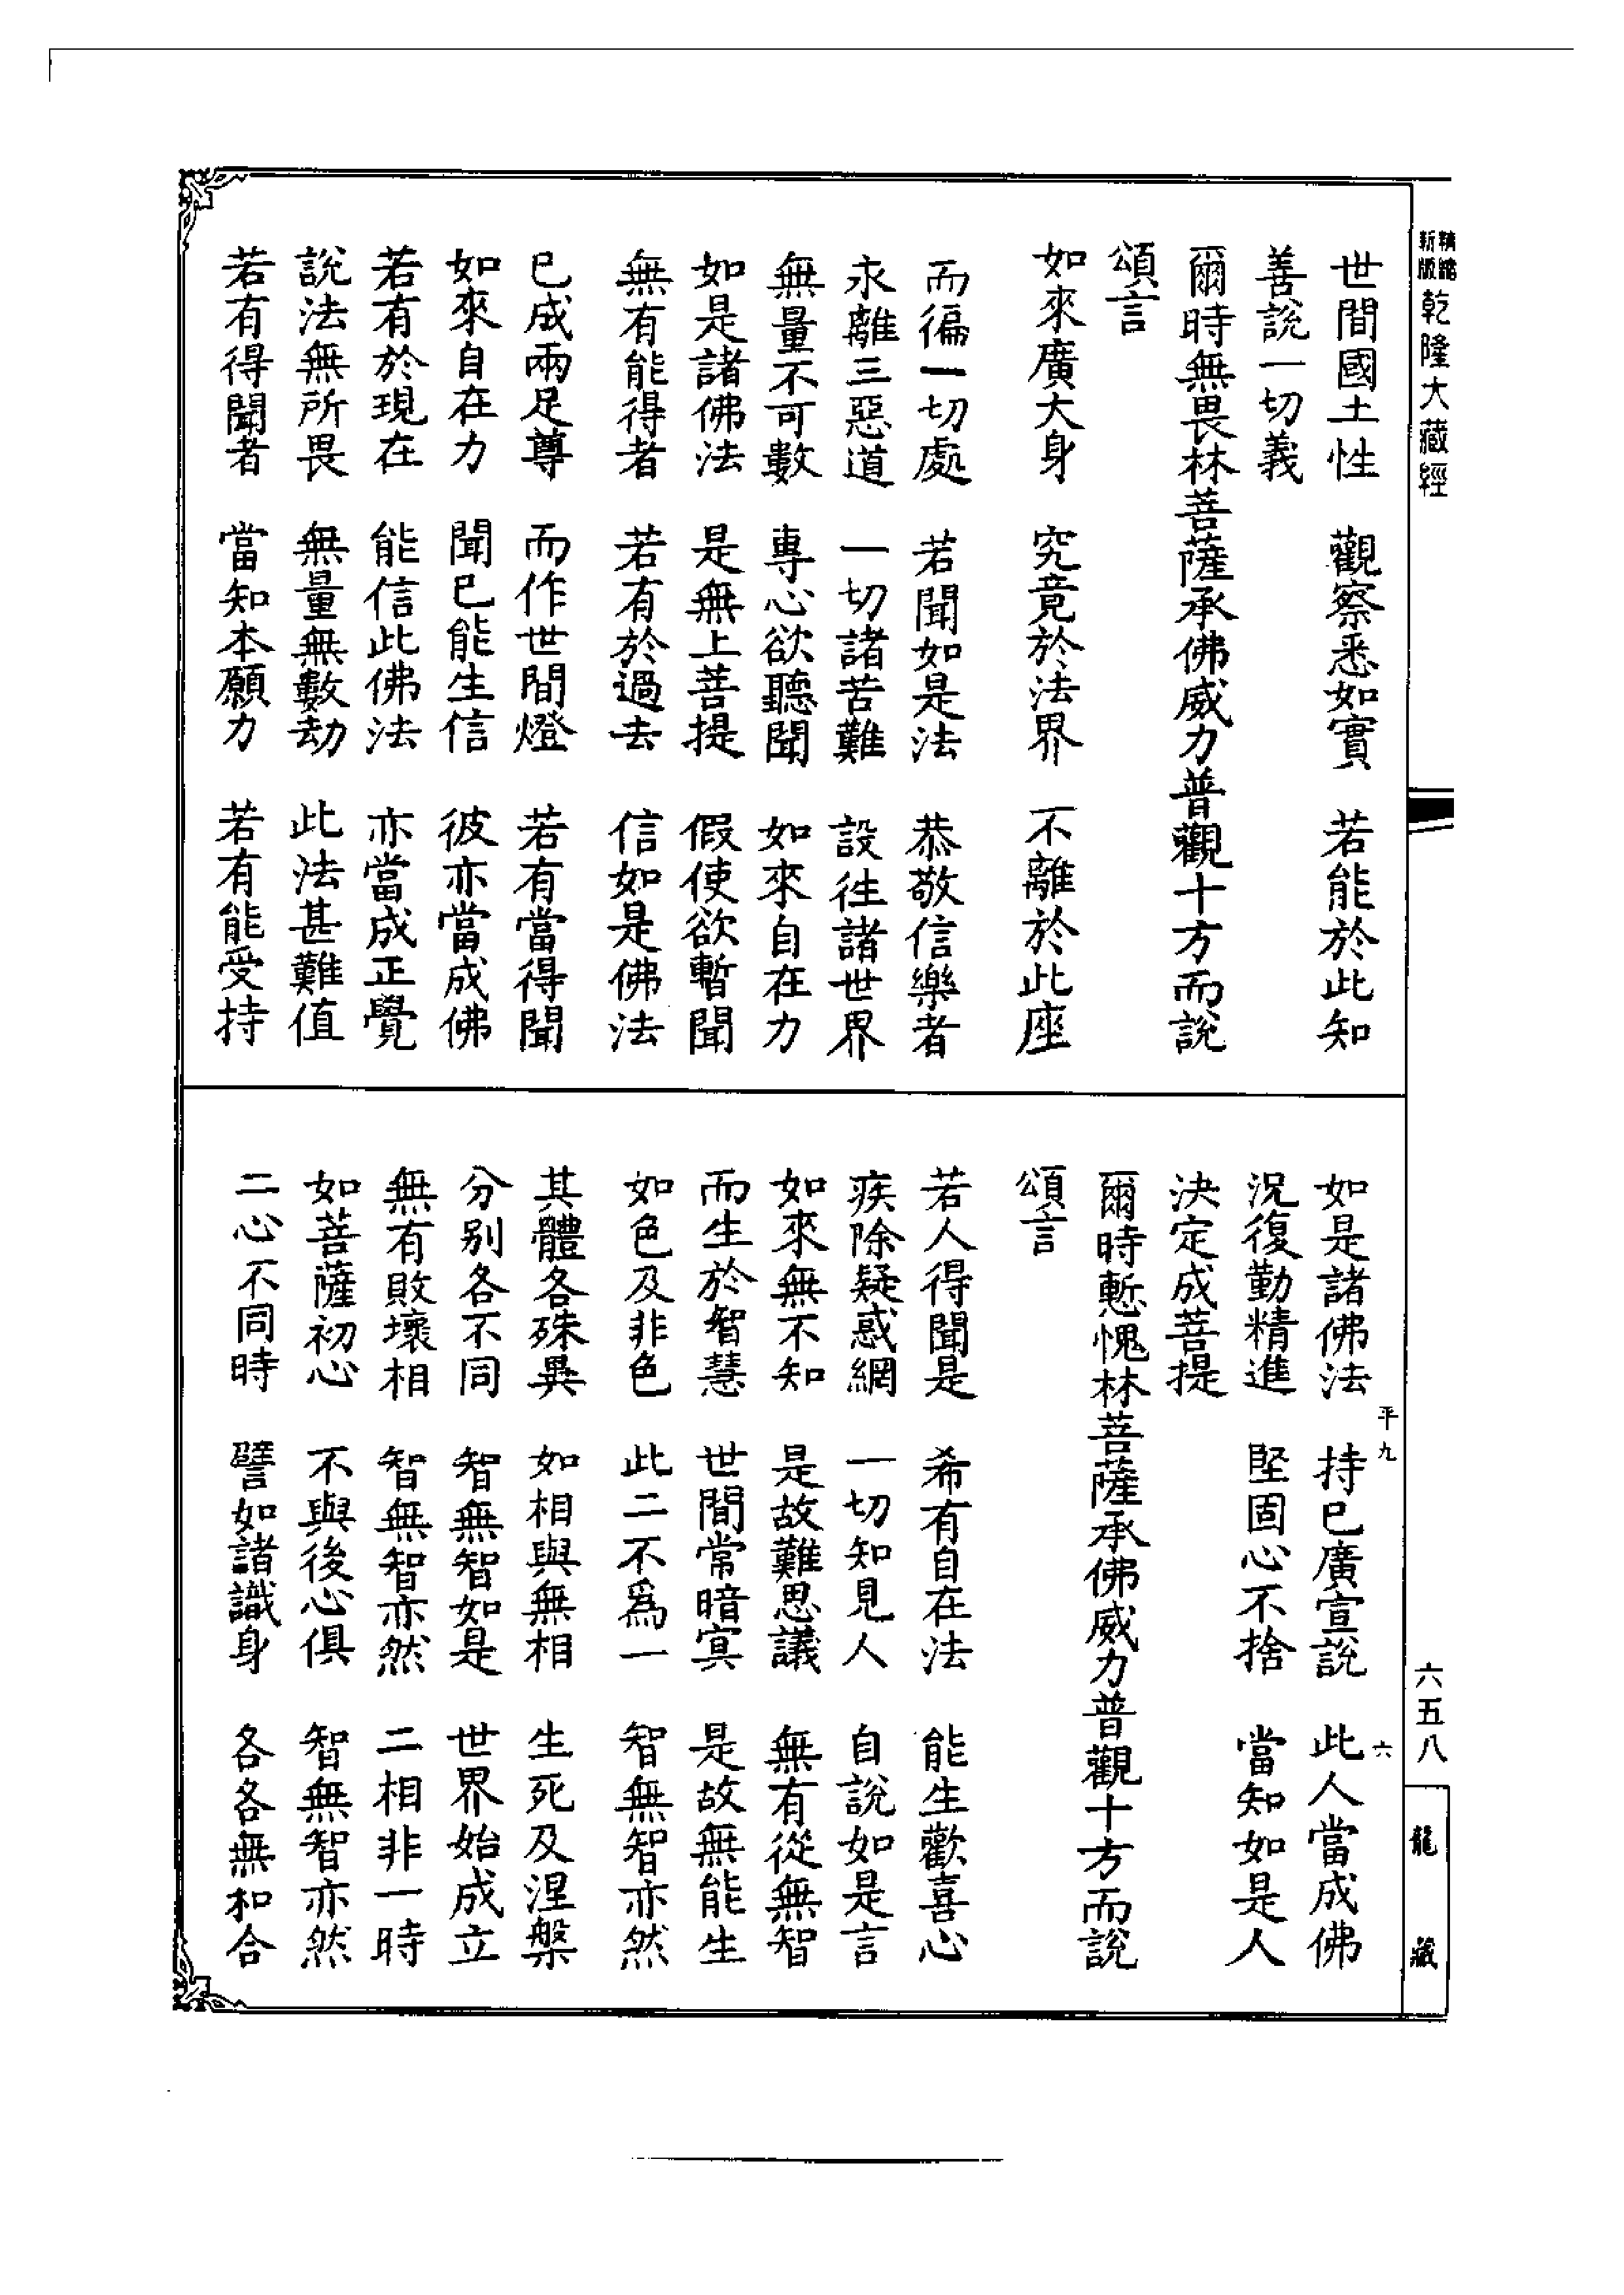 精縮新版乾隆大藏經
世間國土性　觀察悉如實　若能於此知
善說一切義
爾時無畏林菩薩承佛威力普觀十方而說
頌言
如來廣大身　究竟於法界　不離於此座
而徧一切處　若聞如是法　恭敬信樂者
永離三惡道　一切諸苦難　設往諸世界
無量不可數　專心欲聽聞　如來自在力
如是諸佛法　是無上菩提　假使欲暫聞
無有能得者　若有於過去　信如是佛法
已成兩足尊　而作世間燈　若有當得聞
如來自在力　聞已能生信　彼亦當成佛
若有於現在　能信此佛法　亦當成正覺
說法無所畏　無量無數劫　此法甚難值
若有得聞者　當知本願力　若有能受持
平九　六
如是諸佛法　持已廣宣說　此人當成佛
況復勤精進　堅固心不捨　當知如是人
決定成菩提
爾時慙愧林菩薩承佛威力普觀十方而說
頌言
若人得聞是　希有自在法　能生歡喜心
疾除疑惑網　一切知見人　自說如是言
如來無不知　是故難思議　無有從無智
而生於智慧　世間常暗冥　是故無能生
如色及非色　此二不為一　智無智亦然
其體各殊異　如相與無相　生死及涅槃
分別各不同　智無智如是　世界始成立
無有敗壞相　智無智亦然　二相非一時
如菩薩初心　不與後心俱　智無智亦然
二心不同時　譬如諸識身　各各無和合
六五八
龍藏